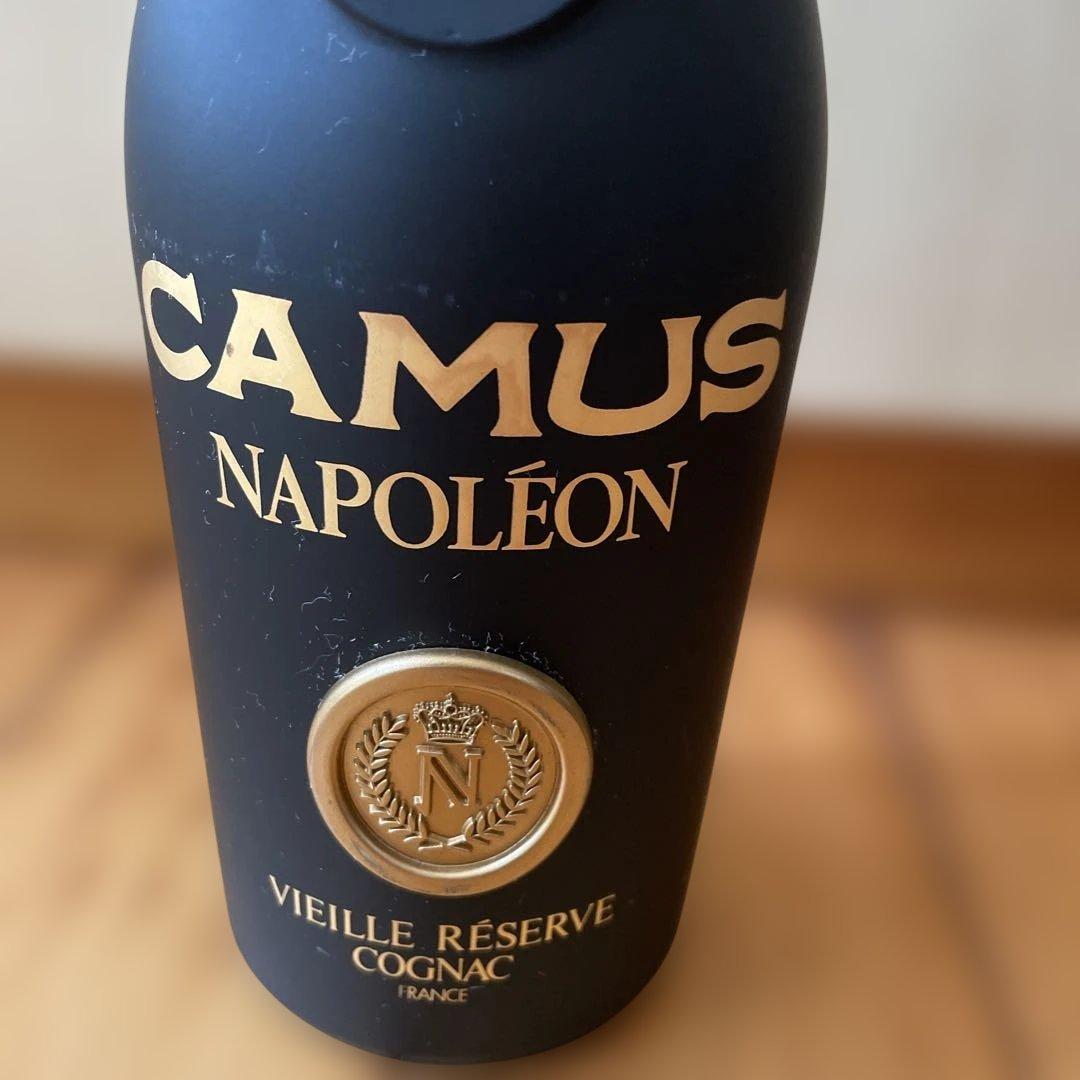 CAMUS
NAPOLÉON
N
VIEILLE RÉSERVE
COGNAC
FRANCE